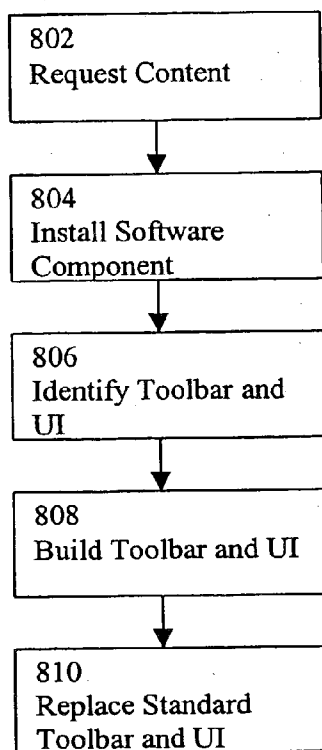 802
Request Content
804
Install Software
Component
806
Identify Toolbar and
UI
808
Build Toolbar and UI
810
Replace Standard
Toolbar and UI